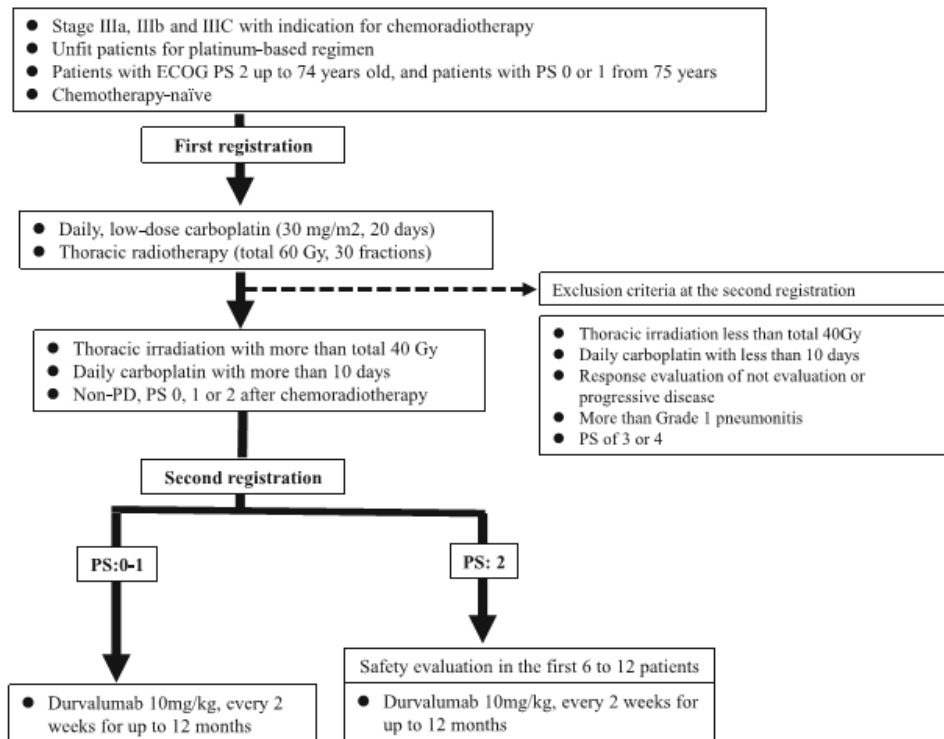 ● Stage IIIa, IIIb and IIIC with indication for chemoradiotherapy
● Unfit patients for platinum-based regimen
● Patients with ECOG PS 2 up to 74 years old, and patients with PS 0 or 1 from 75 years
● Chemotherapy-naïve
First registration
● Daily, low-dose carboplatin (30 mg/m2, 20 days)
● Thoracic radiotherapy (total 60 Gy, 30 fractions)
Exclusion criteria at the second registration
● Thoracic irradiation less than total 40Gy
● Daily carboplatin with less than 10 days
● Response evaluation of not evaluation or
progressive disease
● More than Grade 1 pneumonitis
● PS of 3 or 4
● Thoracic irradiation with more than total 40 Gy
● Daily carboplatin with more than 10 days
● Non-PD, PS 0, 1 or 2 after chemoradiotherapy
Second registration
PS:0-1
PS: 2
● Durvalumab 10mg/kg, every 2
weeks for up to 12 months
Safety evaluation in the first 6 to 12 patients
● Durvalumab 10mg/kg, every 2 weeks for
up to 12 months